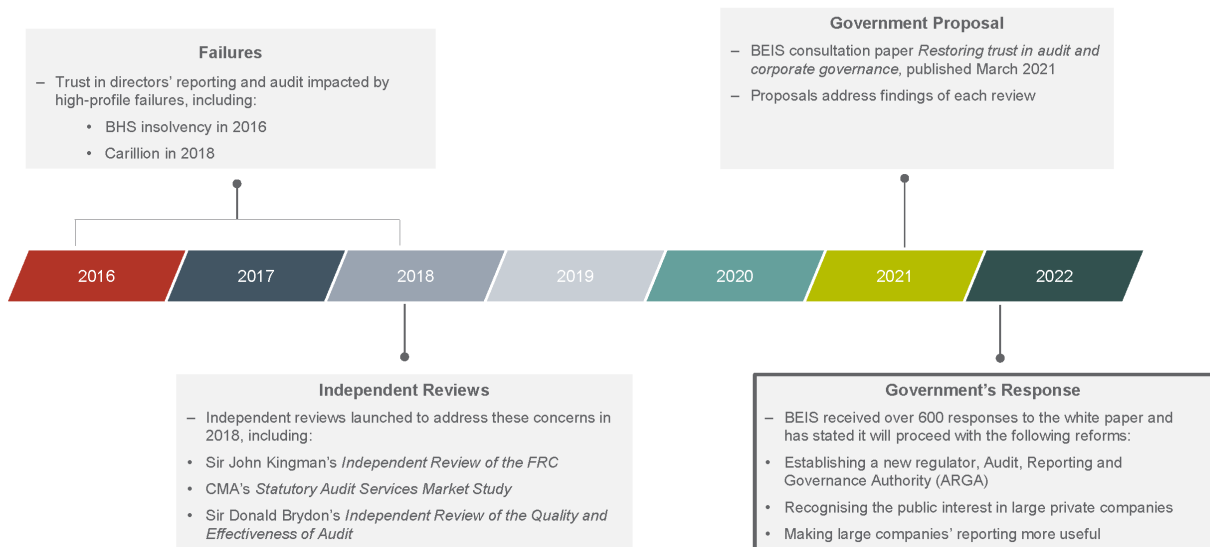 Failures
– Trust in directors' reporting and audit impacted by
high-profile failures, including:
• BHS insolvency in 2016
• Carillion in 2018
Government Proposal
– BEIS consultation paper Restoring trust in audit and
corporate governance, published March 2021
– Proposals address findings of each review
2016
2017
2018
2019
2020
2021
2022
Independent Reviews
– Independent reviews launched to address these concerns in
2018, including:
• Sir John Kingman's Independent Review of the FRC
• CMA's Statutory Audit Services Market Study
• Sir Donald Brydon's Independent Review of the Quality and
Effectiveness of Audit
Government's Response
– BEIS received over 600 responses to the white paper and
has stated it will proceed with the following reforms:
• Establishing a new regulator, Audit, Reporting and
Governance Authority (ARGA)
• Recognising the public interest in large private companies
• Making large companies' reporting more useful